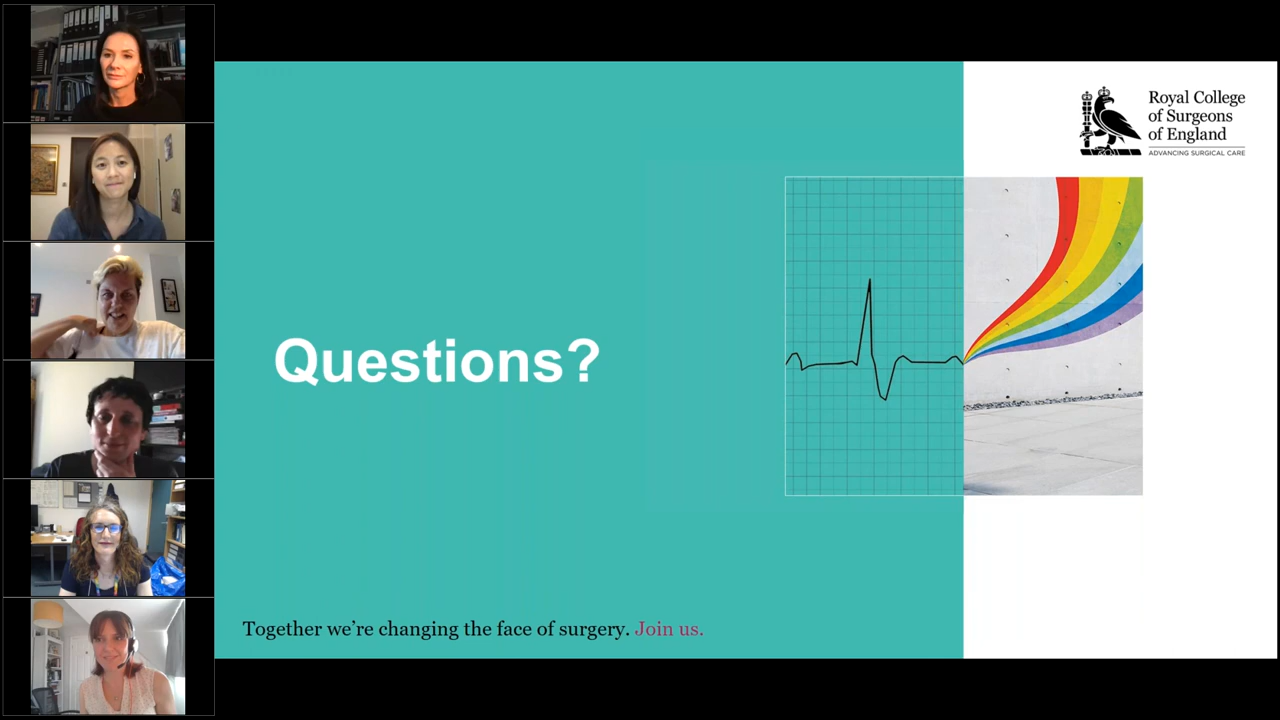 Royal College
of Surgeons
of England
ADVANCING SURGICAL CARE
Questions?
Together we’re changing the face of surgery. Join us.